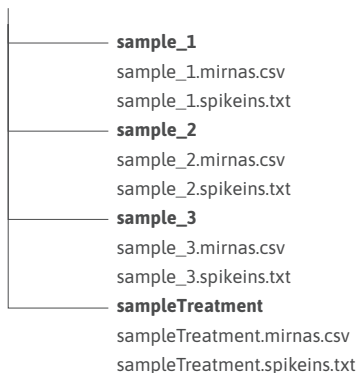 sample_1
sample_1.mirnas.csv
sample_1.spikeins.txt
sample_2
sample_2.mirnas.csv
sample_2.spikeins.txt
sample_3
sample_3.mirnas.csv
sample_3.spikeins.txt
sampleTreatment
sampleTreatment.mirnas.csv
sampleTreatment.spikeins.txt